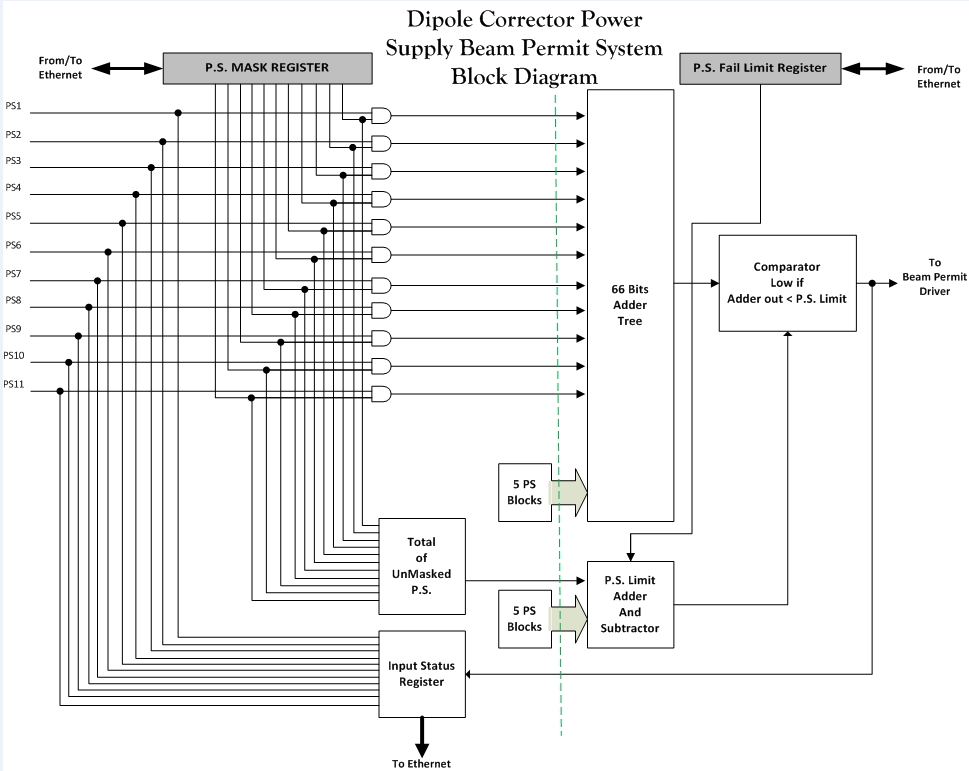 Dipole Corrector Power
Supply Beam Permit System
Block Diagram
From/To
Ethernet
P.S. MASK REGISTER
P.S. Fail Limit Register
From/To
Ethernet
PS1
PS2
PS3
PS4
PS5
PS6
PS7
PS8
PS9
PS10
PS11
66 Bits
Adder
Tree
Comparator
Low if
Adder out < P.S. Limit
To
Beam Permit
Driver
5 PS
Blocks
Total
of
UnMasked
P.S.
5 PS
Blocks
P.S. Limit
Adder
And
Subtractor
Input Status
Register
To Ethernet